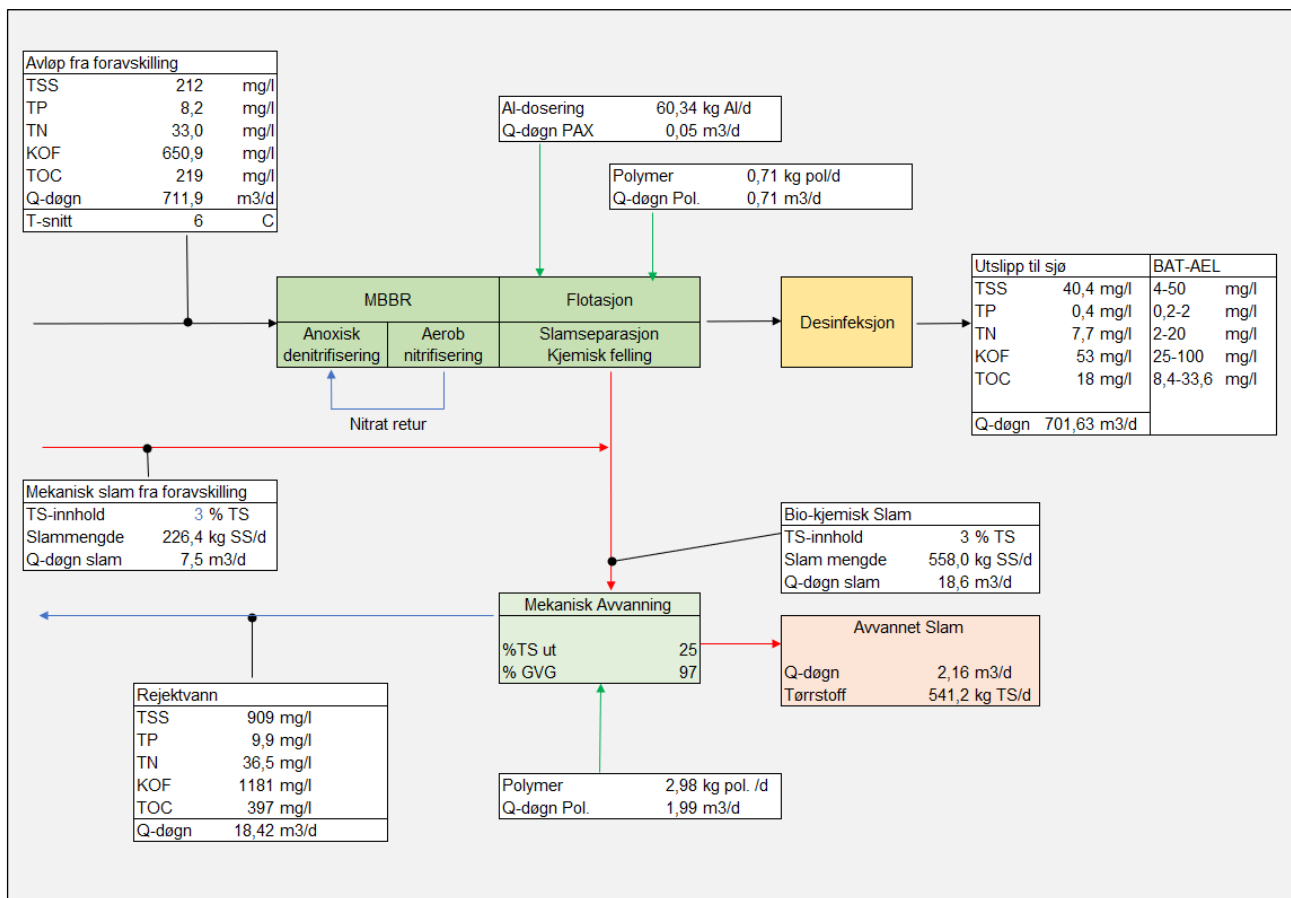 Avløp fra foravskilling
TSS 212 mg/l
TP 8,2 mg/l
TN 33,0 mg/l
KOF 650,9 mg/l
TOC 219 mg/l
Q-døgn 711,9 m3/d
T-snitt 6 C
Al-dosering 60,34 kg Al/d
Q-døgn PAX 0,05 m3/d
Polymer 0,71 kg pol/d
Q-døgn Pol. 0,71 m3/d
MBBR
Anoxisk denitrifisering
Aerob nitrifisering
Flotasjon
Slamseparasjon
Kjemisk felling
Nitrat retur
Desinfeksjon
Utslipp til sjø BAT-AEL
TSS 40,4 mg/l 4-50 mg/l
TP 0,4 mg/l 0,2-2 mg/l
TN 7,7 mg/l 2-20 mg/l
KOF 53 mg/l 25-100 mg/l
TOC 18 mg/l 8,4-33,6 mg/l
Q-døgn 701,63 m3/d
Mekanisk slam fra foravskilling
TS-innhold 3 % TS
Slammengde 226,4 kg SS/d
Q-døgn slam 7,5 m3/d
Bio-kjemisk Slam
TS-innhold 3 % TS
Slam mengde 558,0 kg SS/d
Q-døgn slam 18,6 m3/d
Mekanisk Avvanning
%TS ut 25
% GVG 97
Avvannet Slam
Q-døgn 2,16 m3/d
Tørrstoff 541,2 kg TS/d
Rejektvann
TSS 909 mg/l
TP 9,9 mg/l
TN 36,5 mg/l
KOF 1181 mg/l
TOC 397 mg/l
Q-døgn 18,42 m3/d
Polymer 2,98 kg pol. /d
Q-døgn Pol. 1,99 m3/d